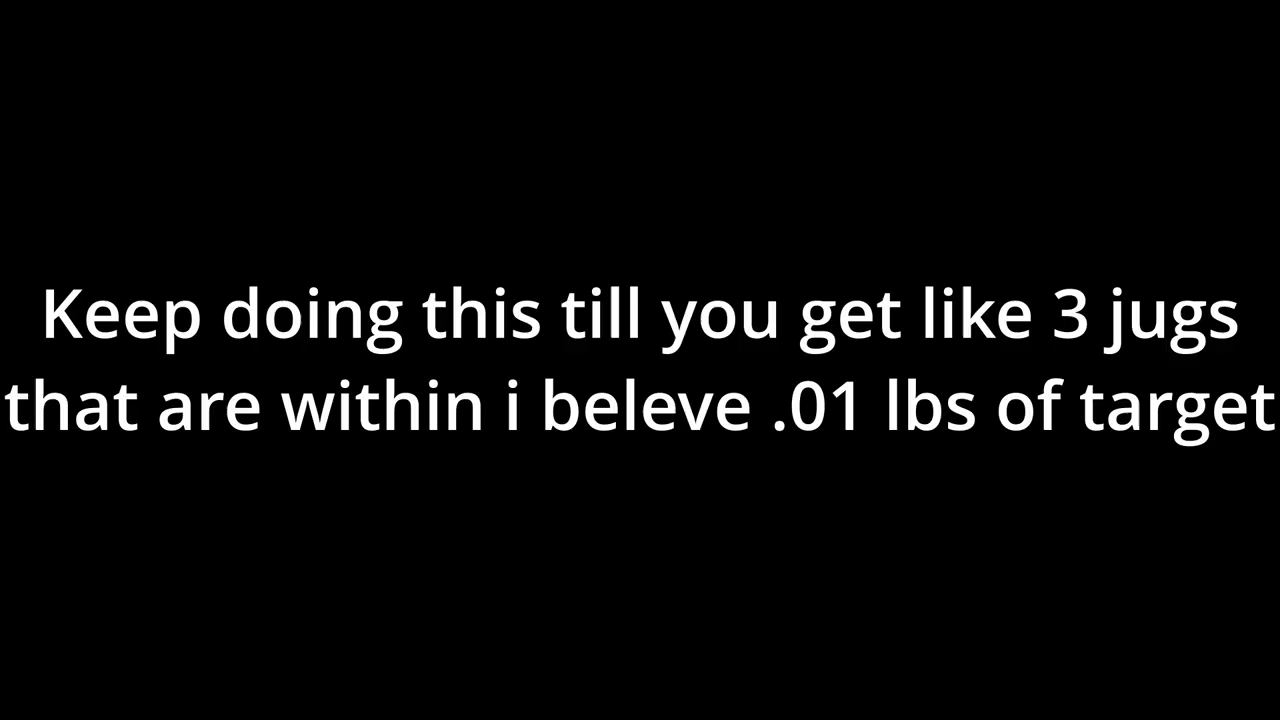 Keep doing this till you get like 3 jugs
that are within i beleve .01 lbs of target